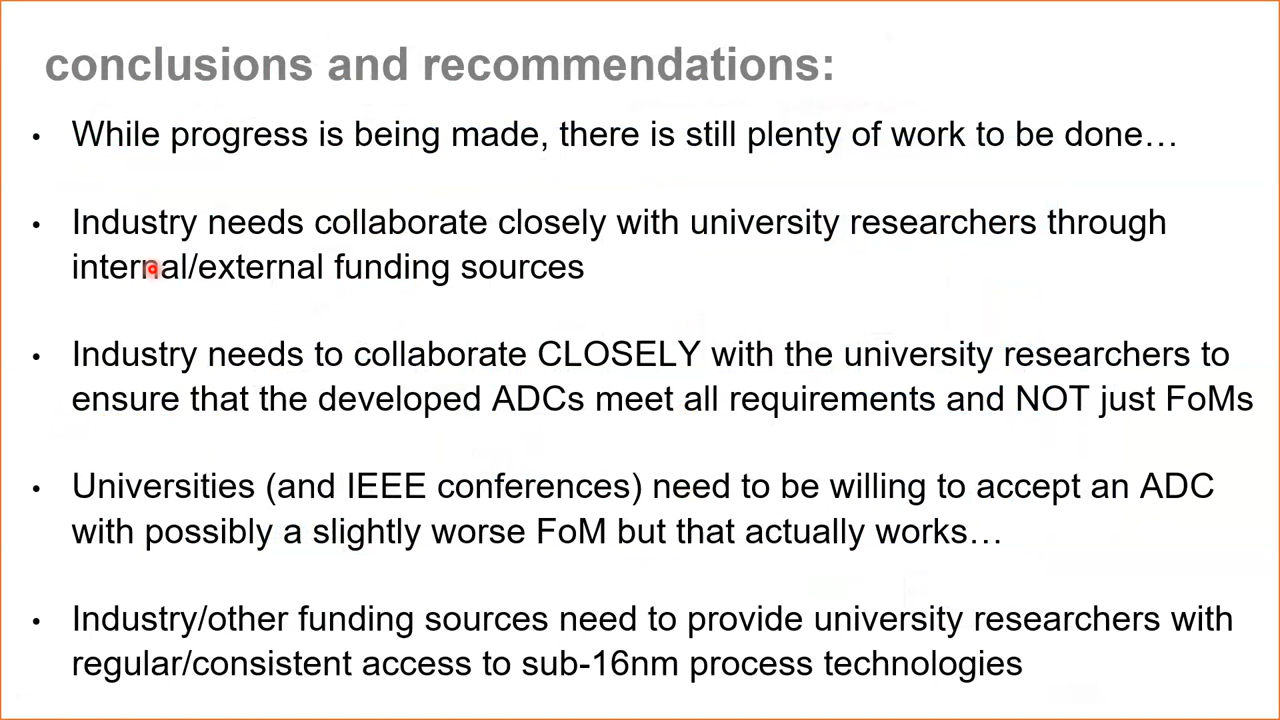 conclusions and recommendations:
• While progress is being made, there is still plenty of work to be done…
• Industry needs collaborate closely with university researchers through
internal/external funding sources
• Industry needs to collaborate CLOSELY with the university researchers to
ensure that the developed ADCs meet all requirements and NOT just FoMs
• Universities (and IEEE conferences) need to be willing to accept an ADC
with possibly a slightly worse FoM but that actually works…
• Industry/other funding sources need to provide university researchers with
regular/consistent access to sub-16nm process technologies